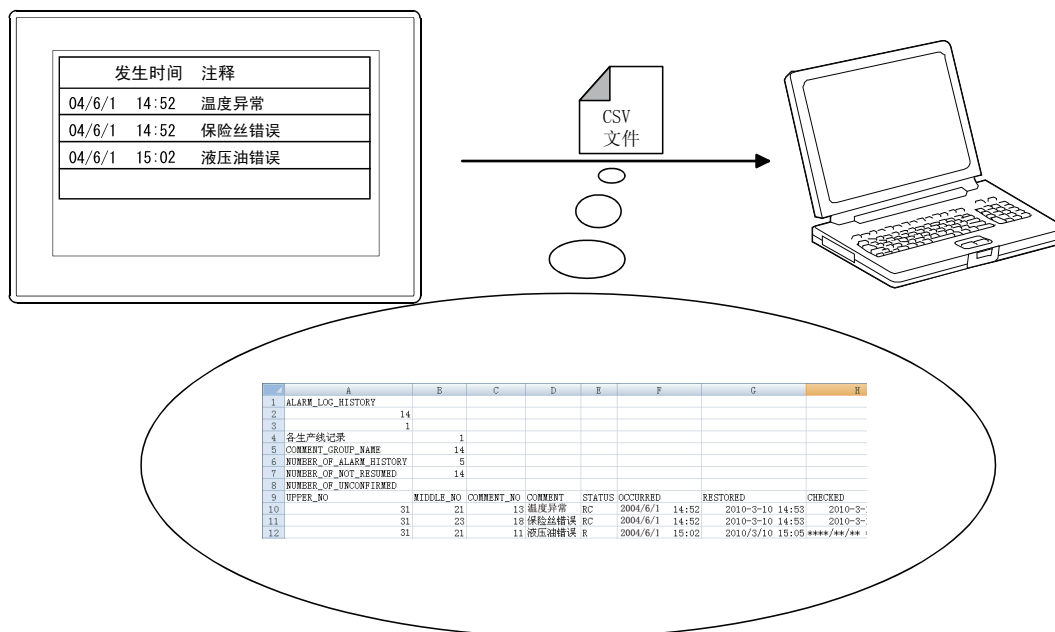 发生时间 注释
04/6/1 14:52 温度异常
04/6/1 14:52 保险丝错误
04/6/1 15:02 液压油错误
CSV
文件
A B C D E F G H
1 ALARM_LOG_HISTORY
2 14
3 1
4 各生产线记录 1
5 COMMENT_GROUP_NAME 14
6 NUMBER_OF_ALARM_HISTORY 5
7 NUMBER_OF_NOT_RESUMED 14
8 NUMBER_OF_UNCONFIRMED
9 UPPER_NO MIDDLE_NO COMMENT_NO COMMENT STATUS OCCURRED RESTORED CHECKED
10 31 21 13 温度异常 RC 2004/6/1 14:52 2010-3-10 14:53 2010-3-
11 31 23 18 保险丝错误 RC 2004/6/1 14:52 2010-3-10 14:53 2010-3-
12 31 21 11 液压油错误 R 2004/6/1 15:02 2010/3/10 15:05 ****/**/**